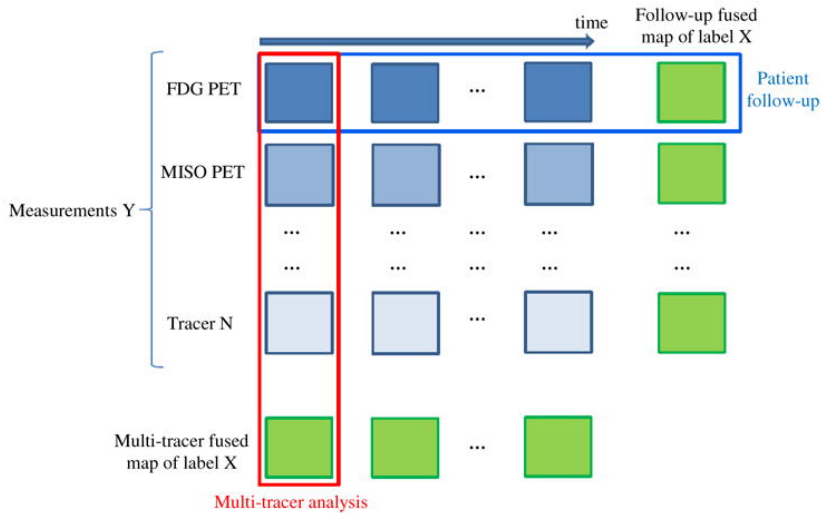 time
Follow-up fused
map of label X
FDG PET
...
Patient
follow-up
MISO PET
...
Measurements Y
... ... ... ... ...
... ... ... ... ...
Tracer N
...
Multi-tracer fused
map of label X
...
Multi-tracer analysis